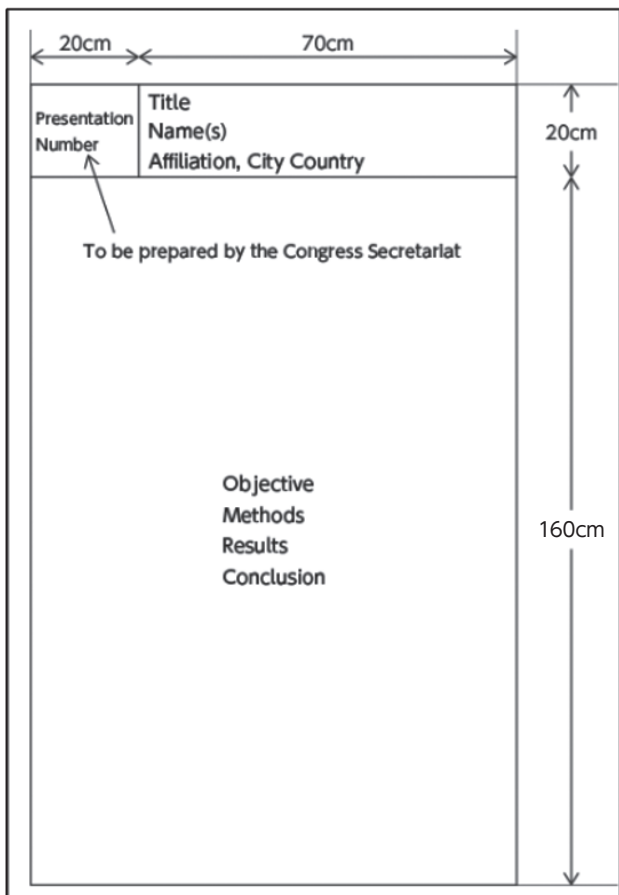 20cm 70cm
Presentation
Number
Title
Name(s)
Affiliation, City Country
20cm
To be prepared by the Congress Secretariat
Objective
Methods
Results
Conclusion
160cm